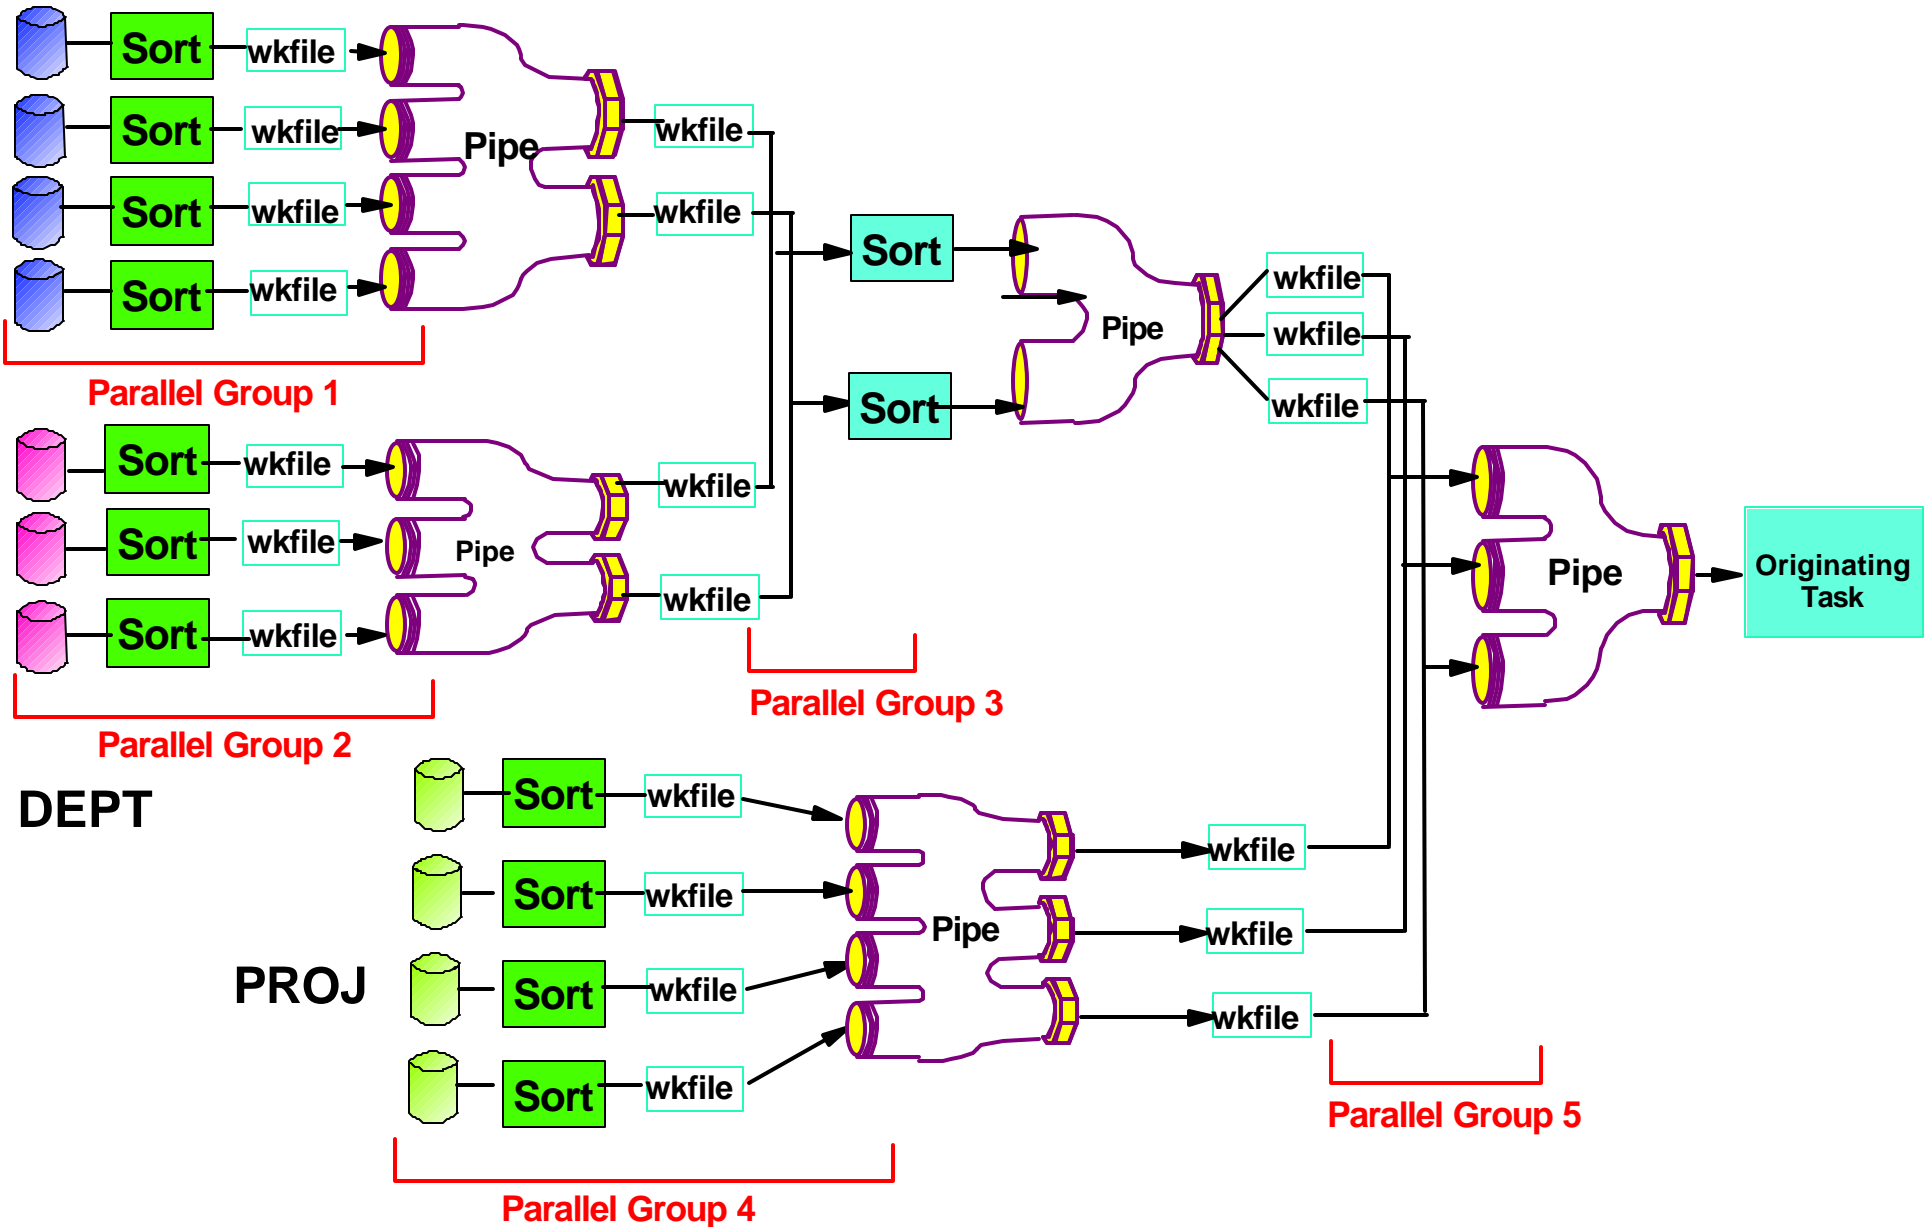 Sort wkfile
Sort wkfile
Pipe
wkfile
Sort wkfile
wkfile
Sort wkfile
Parallel Group 1
Sort
Pipe
wkfile
wkfile
wkfile
Sort
Sort wkfile
wkfile
Sort wkfile
Pipe
wkfile
Sort wkfile
Parallel Group 2
Parallel Group 3
Pipe
Originating
Task
DEPT
Sort wkfile
wkfile
Sort wkfile
Pipe
wkfile
PROJ
Sort wkfile
wkfile
Sort wkfile
Parallel Group 4
Parallel Group 5